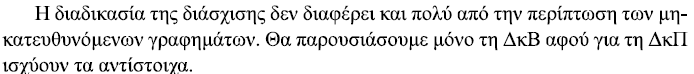 Η διαδικασία της διάσχισης δεν διαφέρει και πολύ από την περίπτωση των μη-
κατευθυνόμενων γραφημάτων. Θα παρουσιάσουμε μόνο τη ΔκΒ αφού για τη ΔκΠ
ισχύουν τα αντίστοιχα.